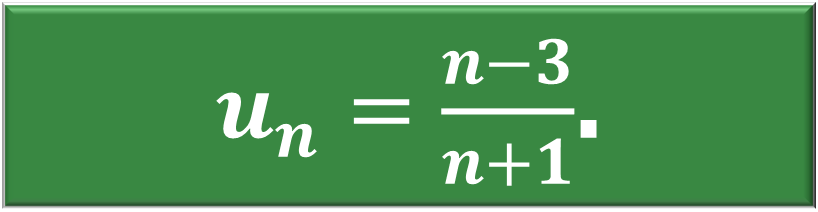 uₙ = n−3/n+1.